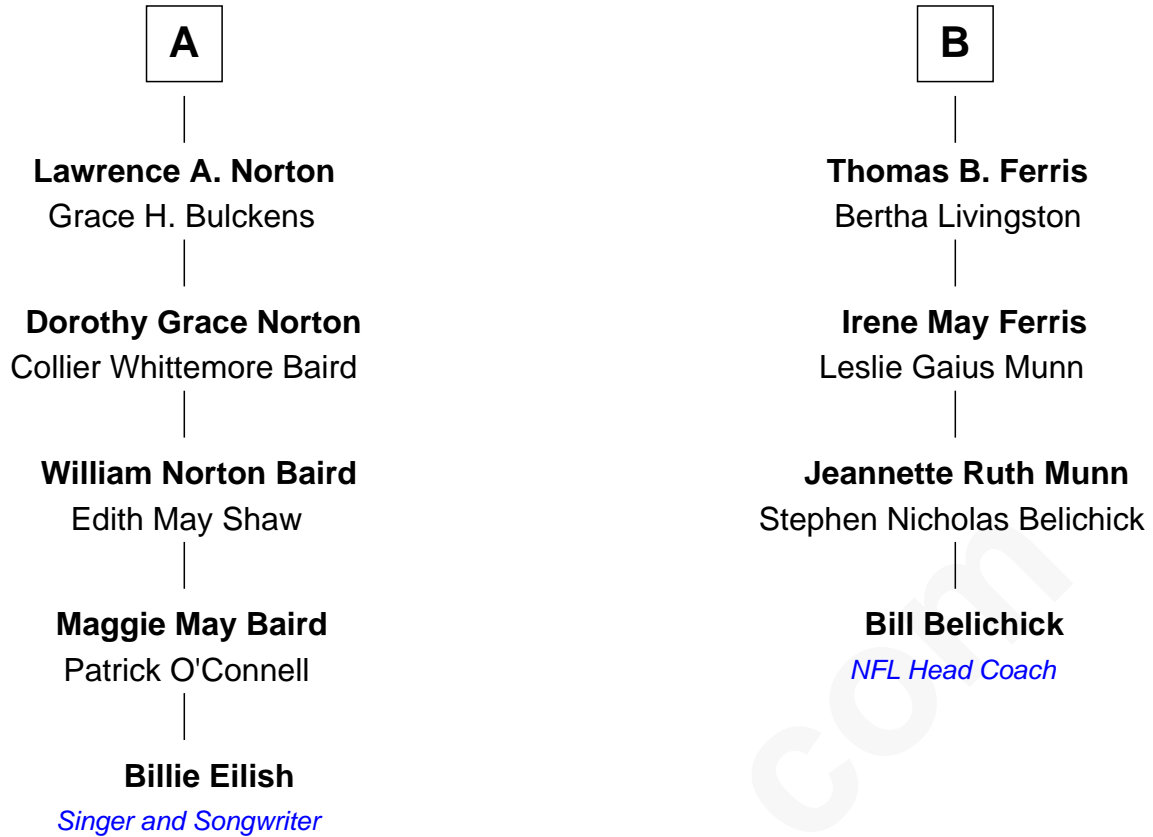 A
Lawrence A. Norton
Grace H. Bulckens
Dorothy Grace Norton
Collier Whittemore Baird
William Norton Baird
Edith May Shaw
Maggie May Baird
Patrick O'Connell
Billie Eilish
Singer and Songwriter
B
Thomas B. Ferris
Bertha Livingston
Irene May Ferris
Leslie Gaius Munn
Jeannette Ruth Munn
Stephen Nicholas Belichick
Bill Belichick
NFL Head Coach
com